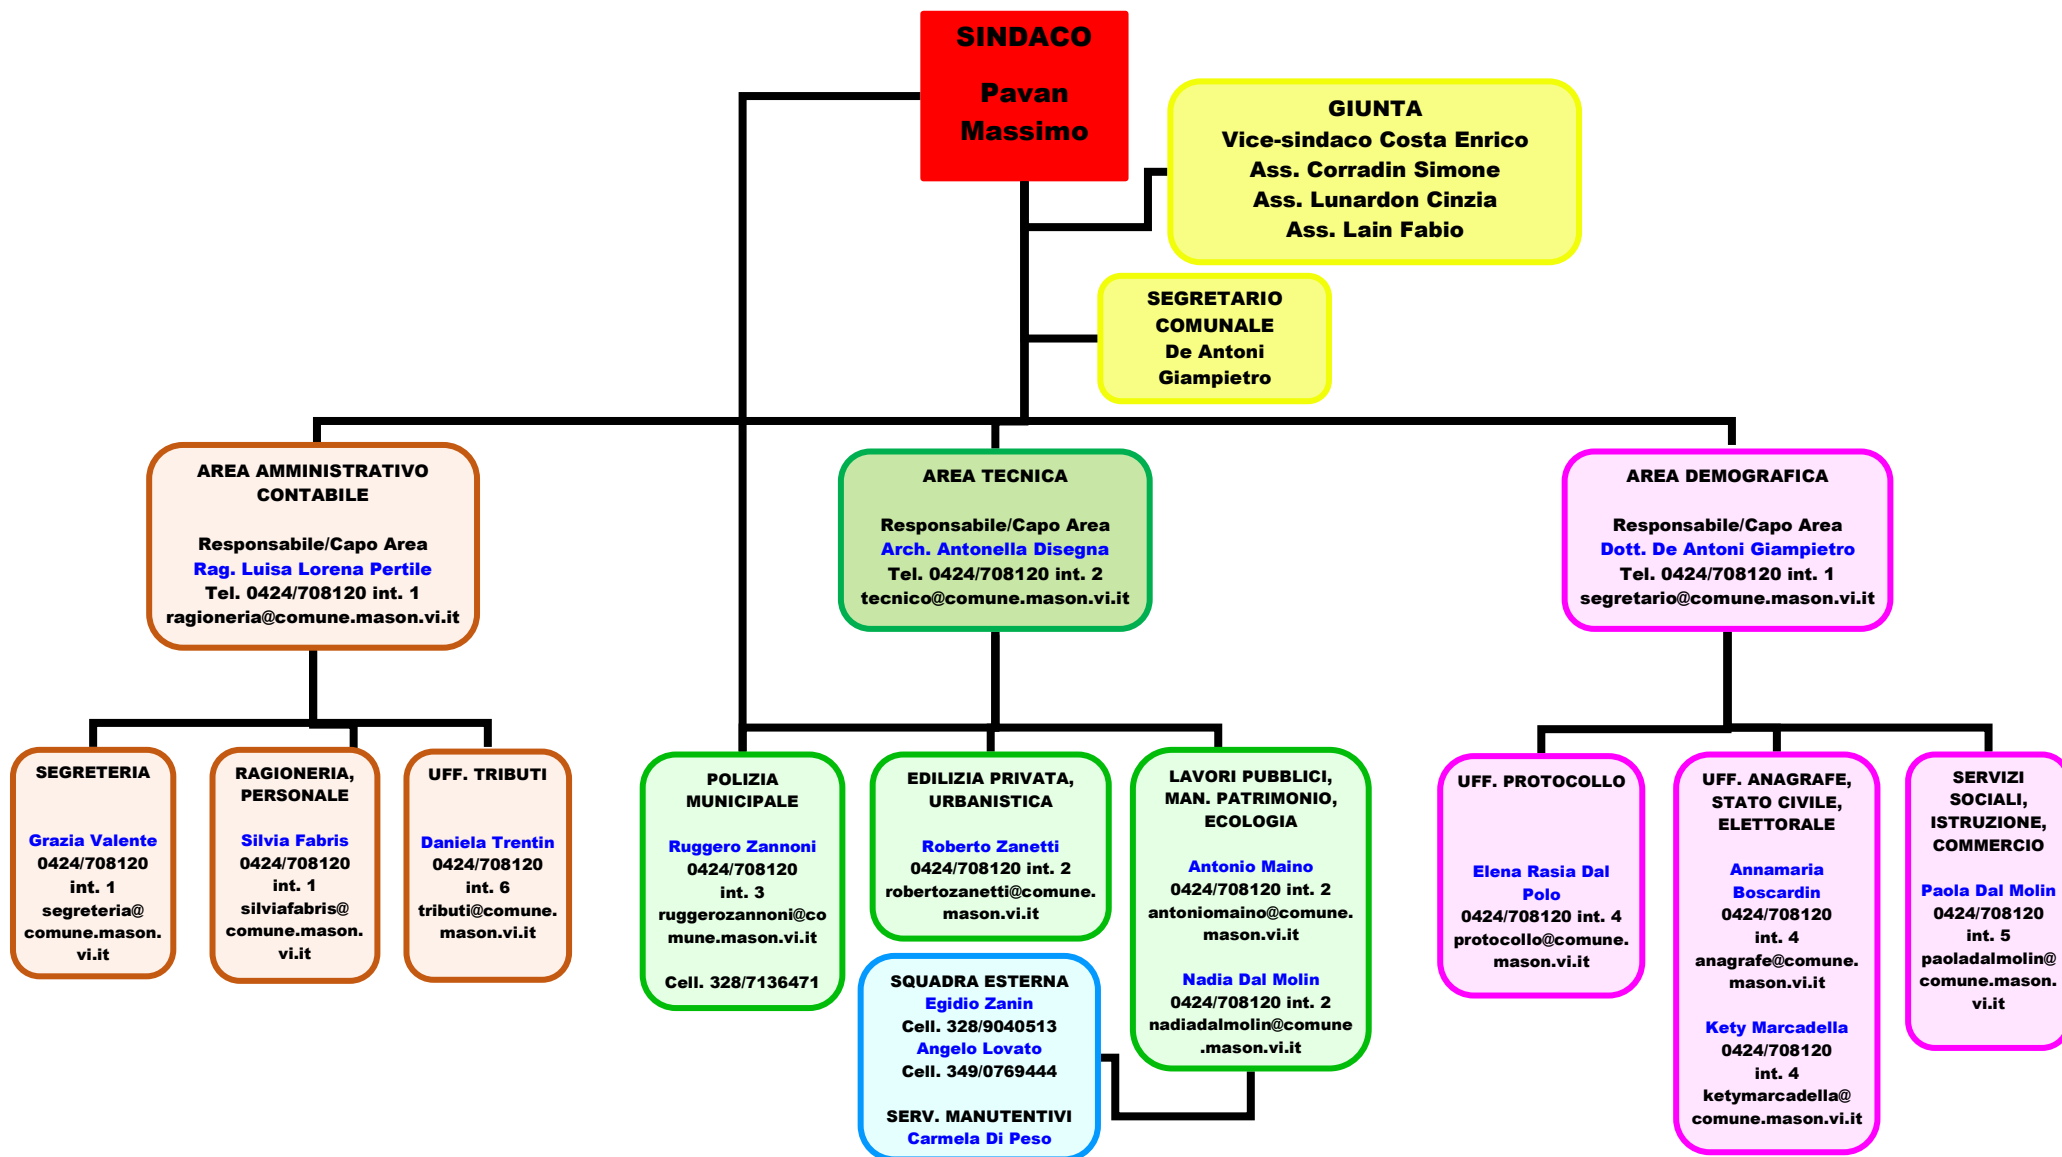 SINDACO
Pavan
Massimo
GIUNTA
Vice-sindaco Costa Enrico
Ass. Corradin Simone
Ass. Lunardon Cinzia
Ass. Lain Fabio
SEGRETARIO
COMUNALE
De Antoni
Giampietro
AREA AMMINISTRATIVO
CONTABILE
Responsabile/Capo Area
Rag. Luisa Lorena Pertile
Tel. 0424/708120 int. 1
ragioneria@comune.mason.vi.it
AREA TECNICA
Responsabile/Capo Area
Arch. Antonella Disegna
Tel. 0424/708120 int. 2
tecnico@comune.mason.vi.it
AREA DEMOGRAFICA
Responsabile/Capo Area
Dott. De Antoni Giampietro
Tel. 0424/708120 int. 1
segretario@comune.mason.vi.it
SEGRETERIA
Grazia Valente
0424/708120
int. 1
segreteria@
comune.mason.
vi.it
RAGIONERIA,
PERSONALE
Silvia Fabris
0424/708120
int. 1
silviafabris@
comune.mason.
vi.it
UFF. TRIBUTI
Daniela Trentin
0424/708120
int. 6
tributi@comune.
mason.vi.it
POLIZIA
MUNICIPALE
Ruggero Zannoni
0424/708120
int. 3
ruggerozannoni@co
mune.mason.vi.it
Cell. 328/7136471
EDILIZIA PRIVATA,
URBANISTICA
Roberto Zanetti
0424/708120 int. 2
robertozanetti@comune.
mason.vi.it
LAVORI PUBBLICI,
MAN. PATRIMONIO,
ECOLOGIA
Antonio Maino
0424/708120 int. 2
antoniomaino@comune.
mason.vi.it
Nadia Dal Molin
0424/708120 int. 2
nadiadalmolin@comune
.mason.vi.it
SQUADRA ESTERNA
Egidio Zanin
Cell. 328/9040513
Angelo Lovato
Cell. 349/0769444
SERV. MANUTENTIVI
Carmela Di Peso
UFF. PROTOCOLLO
Elena Rasia Dal
Polo
0424/708120 int. 4
protocollo@comune.
mason.vi.it
UFF. ANAGRAFE,
STATO CIVILE,
ELETTORALE
Annamaria
Boscardin
0424/708120
int. 4
anagrafe@comune.
mason.vi.it
Kety Marcadella
0424/708120
int. 4
ketymarcadella@
comune.mason.vi.it
SERVIZI
SOCIALI,
ISTRUZIONE,
COMMERCIO
Paola Dal Molin
0424/708120
int. 5
paoladalmolin@
comune.mason.
vi.it